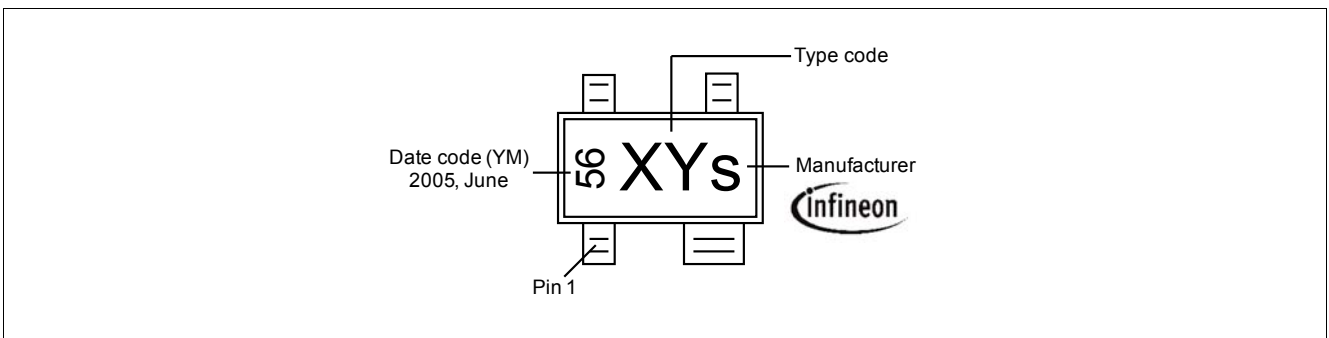 Type code
Date code (YM)
2005, June
56
XYs
Manufacturer
infineon
Pin 1